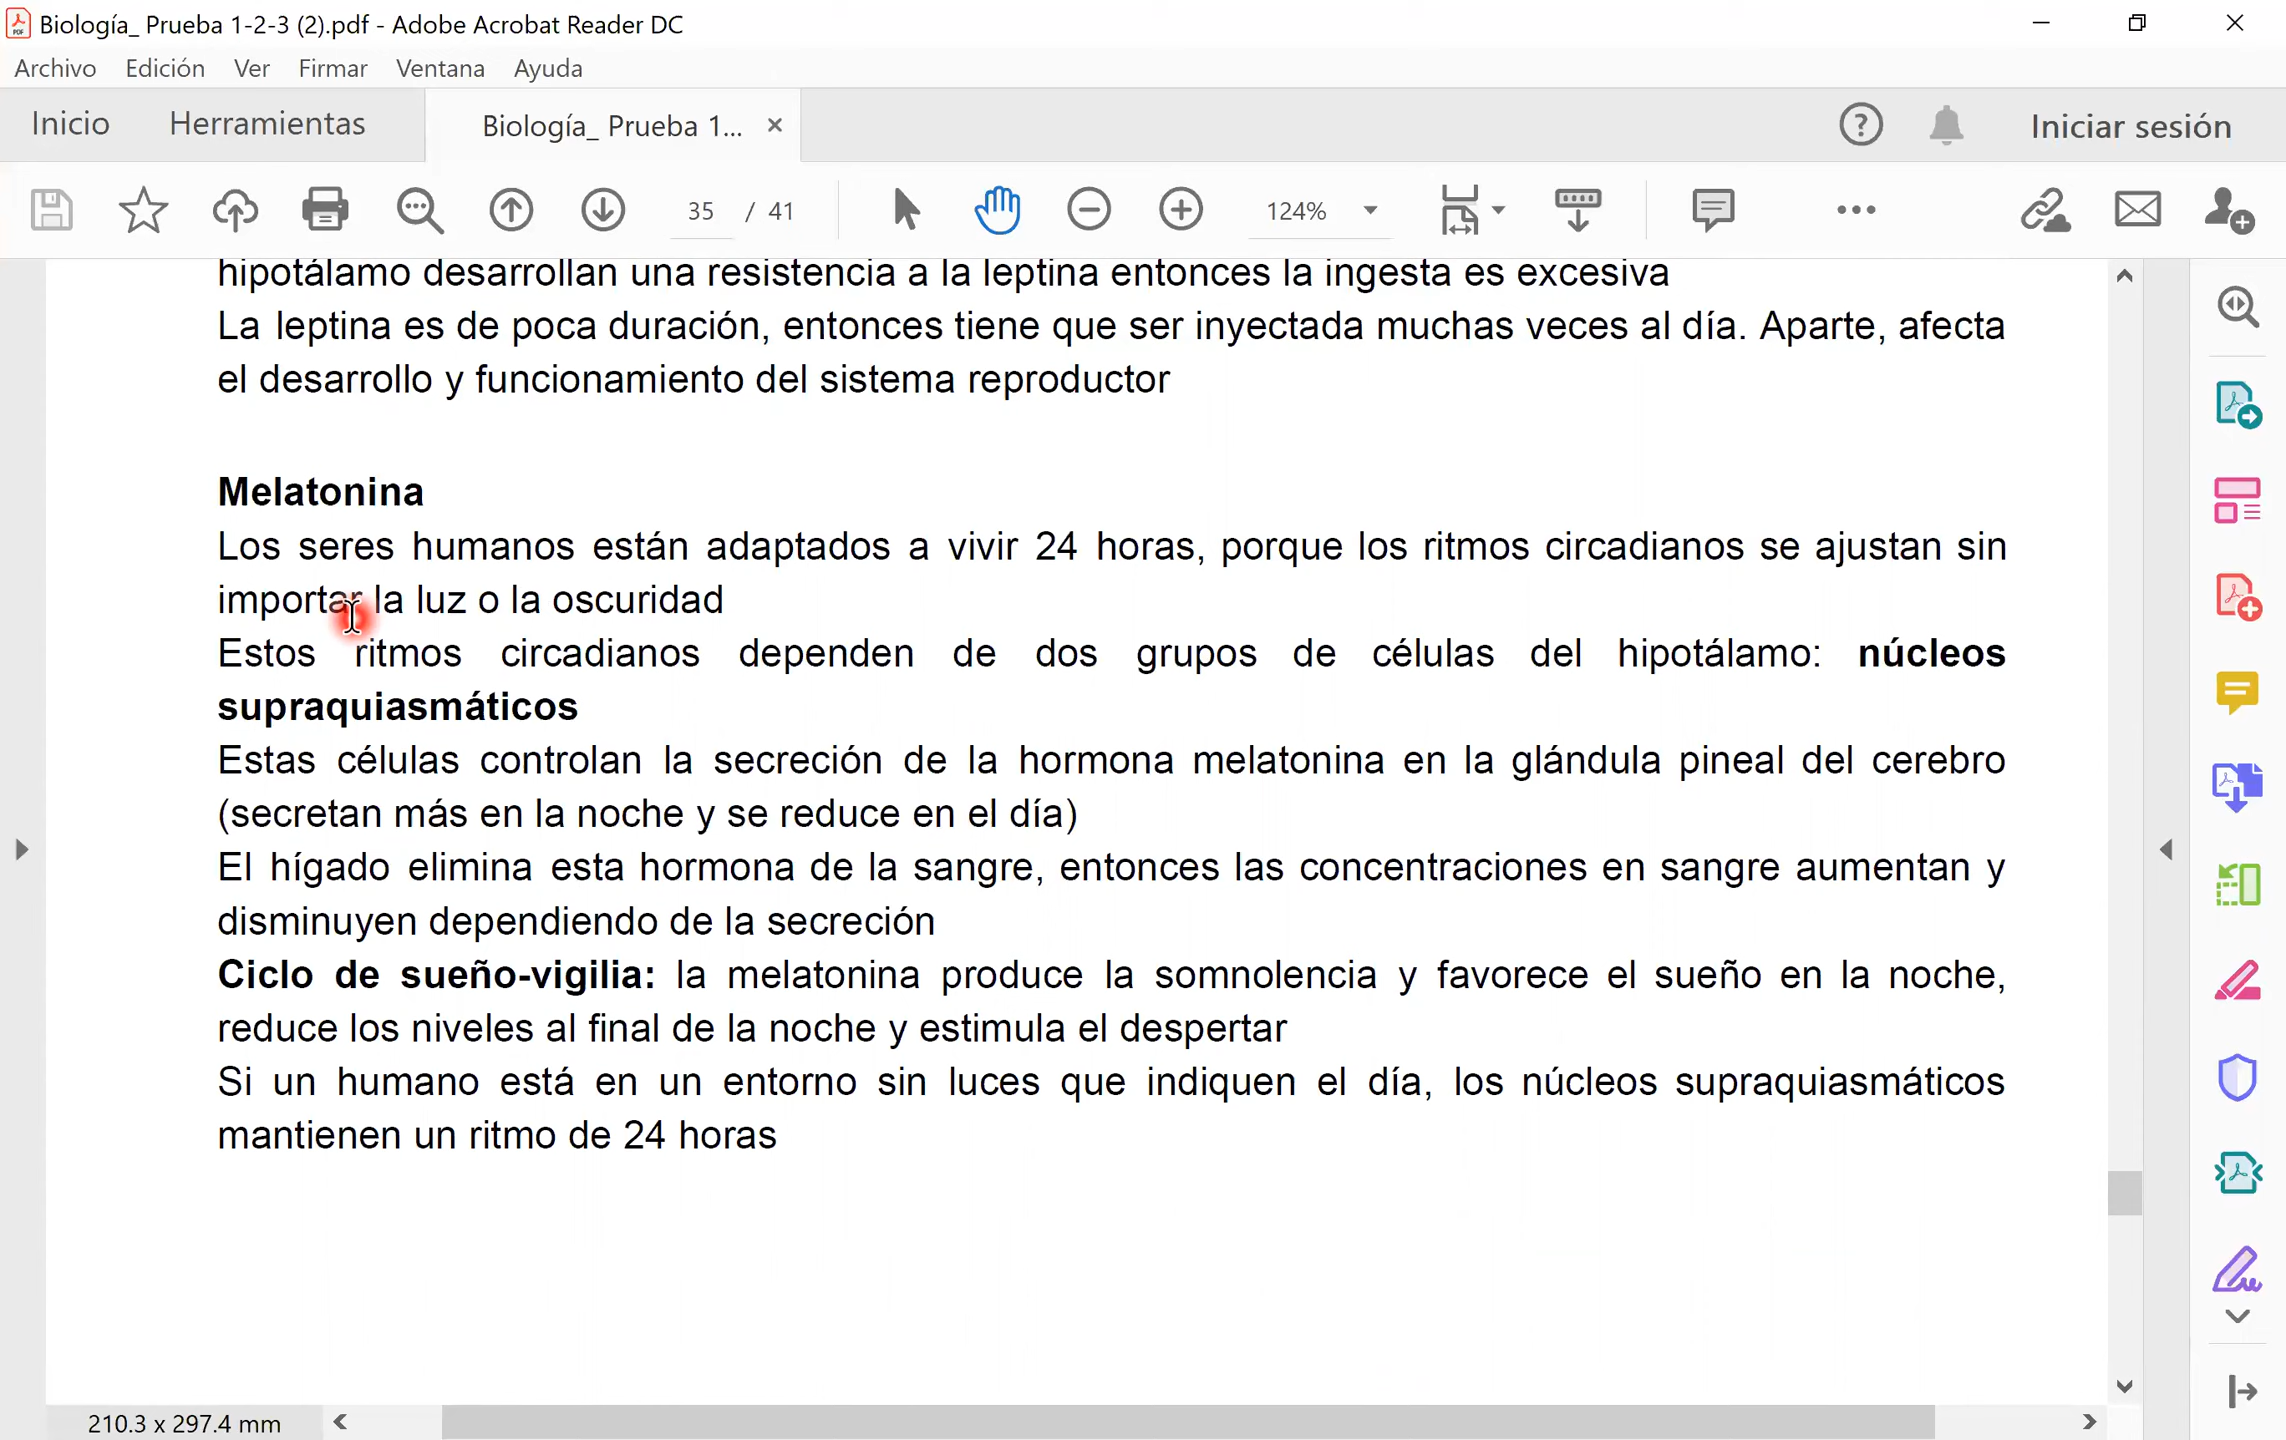 Biología_ Prueba 1-2-3 (2).pdf - Adobe Acrobat Reader DC
Archivo Edición Ver Firmar Ventana Ayuda
Inicio Herramientas Biología_ Prueba 1... Iniciar sesión
35 / 41 124%
hipotálamo desarrollan una resistencia a la leptina entonces la ingesta es excesiva
La leptina es de poca duración, entonces tiene que ser inyectada muchas veces al día. Aparte, afecta
el desarrollo y funcionamiento del sistema reproductor
Melatonina
Los seres humanos están adaptados a vivir 24 horas, porque los ritmos circadianos se ajustan sin
importar la luz o la oscuridad
Estos ritmos circadianos dependen de dos grupos de células del hipotálamo: núcleos
supraquiasmáticos
Estas células controlan la secreción de la hormona melatonina en la glándula pineal del cerebro
(secretan más en la noche y se reduce en el día)
El hígado elimina esta hormona de la sangre, entonces las concentraciones en sangre aumentan y
disminuyen dependiendo de la secreción
Ciclo de sueño-vigilia: la melatonina produce la somnolencia y favorece el sueño en la noche,
reduce los niveles al final de la noche y estimula el despertar
Si un humano está en un entorno sin luces que indiquen el día, los núcleos supraquiasmáticos
mantienen un ritmo de 24 horas
210.3 x 297.4 mm